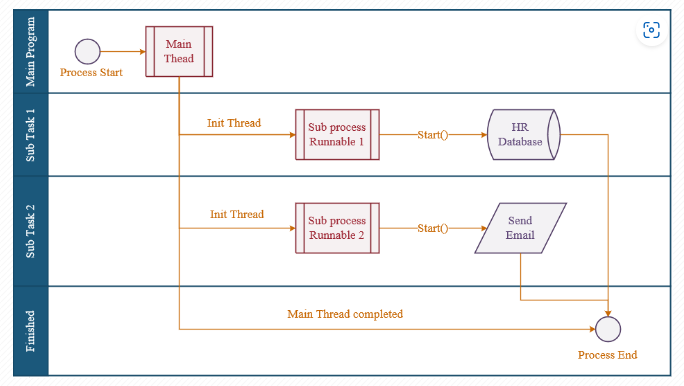 Main Program
Process Start
Main
Thead
Sub Task 1
Init Thread
Sub process
Runnable 1
Start()
HR
Database
Sub Task 2
Init Thread
Sub process
Runnable 2
Start()
Send
Email
Finished
Main Thread completed
Process End